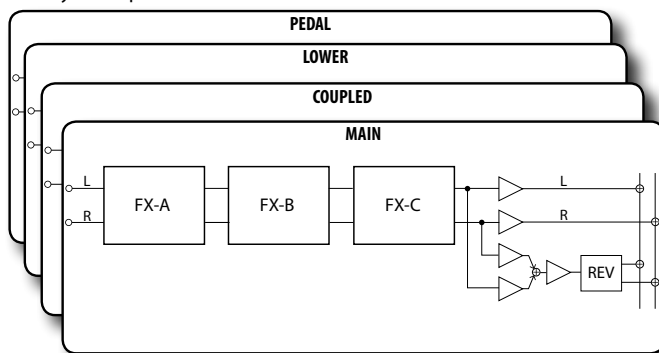 PEDAL
LOWER
COUPLED
MAIN
L L
FX-A FX-B FX-C
R R
REV